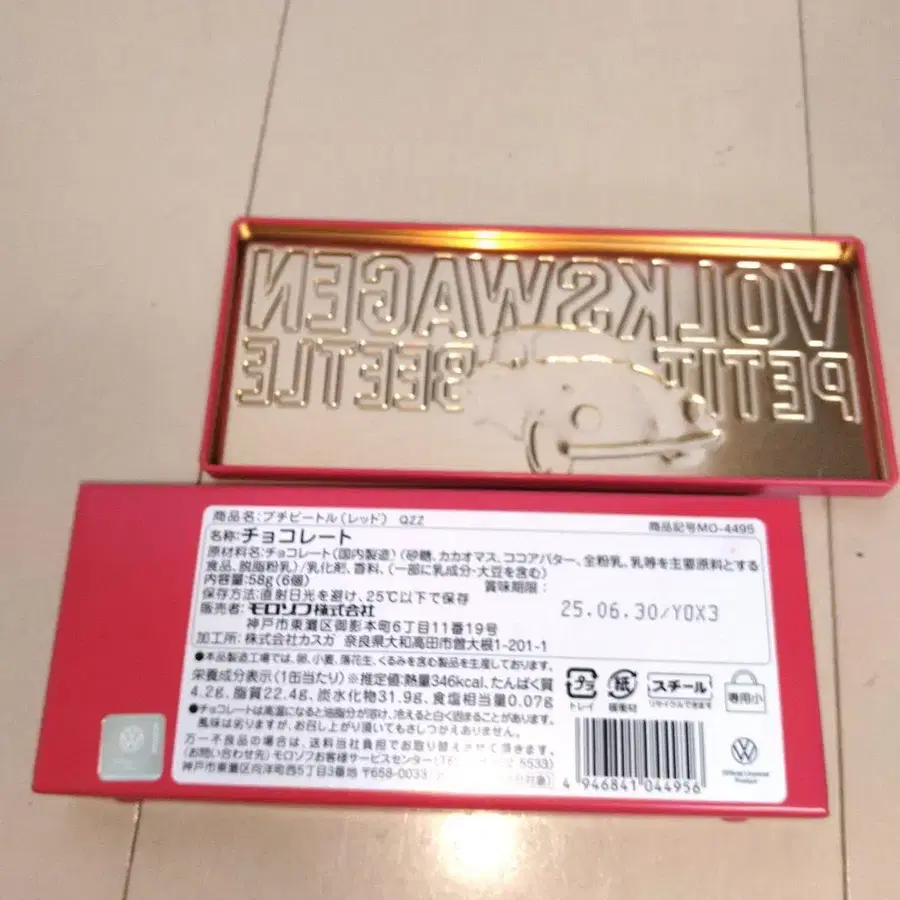 VOLKSWAGEN
PETIT BEETLE
商品名:プチビートル(レッド) QZZ
商品記号MO-4495
名称:チョコレート
原材料名:チョコレート(国内製造)(砂糖、カカオマス、ココアバター、全粉乳、乳等を主要原料とする
食品、脱脂粉乳)/乳化剤、香料、(一部に乳成分・大豆を含む)
内容量:58g(6個)
賞味期限:
保存方法:直射日光を避け、25℃以下で保存
25.06.30/YOX3
販売者:モロゾフ株式会社
神戸市東灘区御影本町6丁目11番19号
加工所:株式会社カスガ 奈良県大和高田市曽大根1-201-1
●本品製造工場では、卵、小麦、落花生、くるみを含む製品を生産しております。
栄養成分表示(1缶当たり)※推定値:熱量346kcal、たんぱく質
4.2g、脂質22.4g、炭水化物31.9g、食塩相当量0.07g
●チョコレートは高温になると油脂分が溶け、冷えると白く固まることがあります。
風味は劣りますが、お召し上がり頂いてもさしつかえありません。
万一不良品の場合は、送料当社負担でお取り替えさせて頂きます。
(お問い合わせ先)モロゾフお客様サービスセンター(TEL 5533)
神戸市東灘区向洋町西5丁目3番地 〒658-0033
プラ
トレイ
紙
緩衝材
スチール
リサイクルできます
専用小
Official Licensed
Product
4 946841 044956